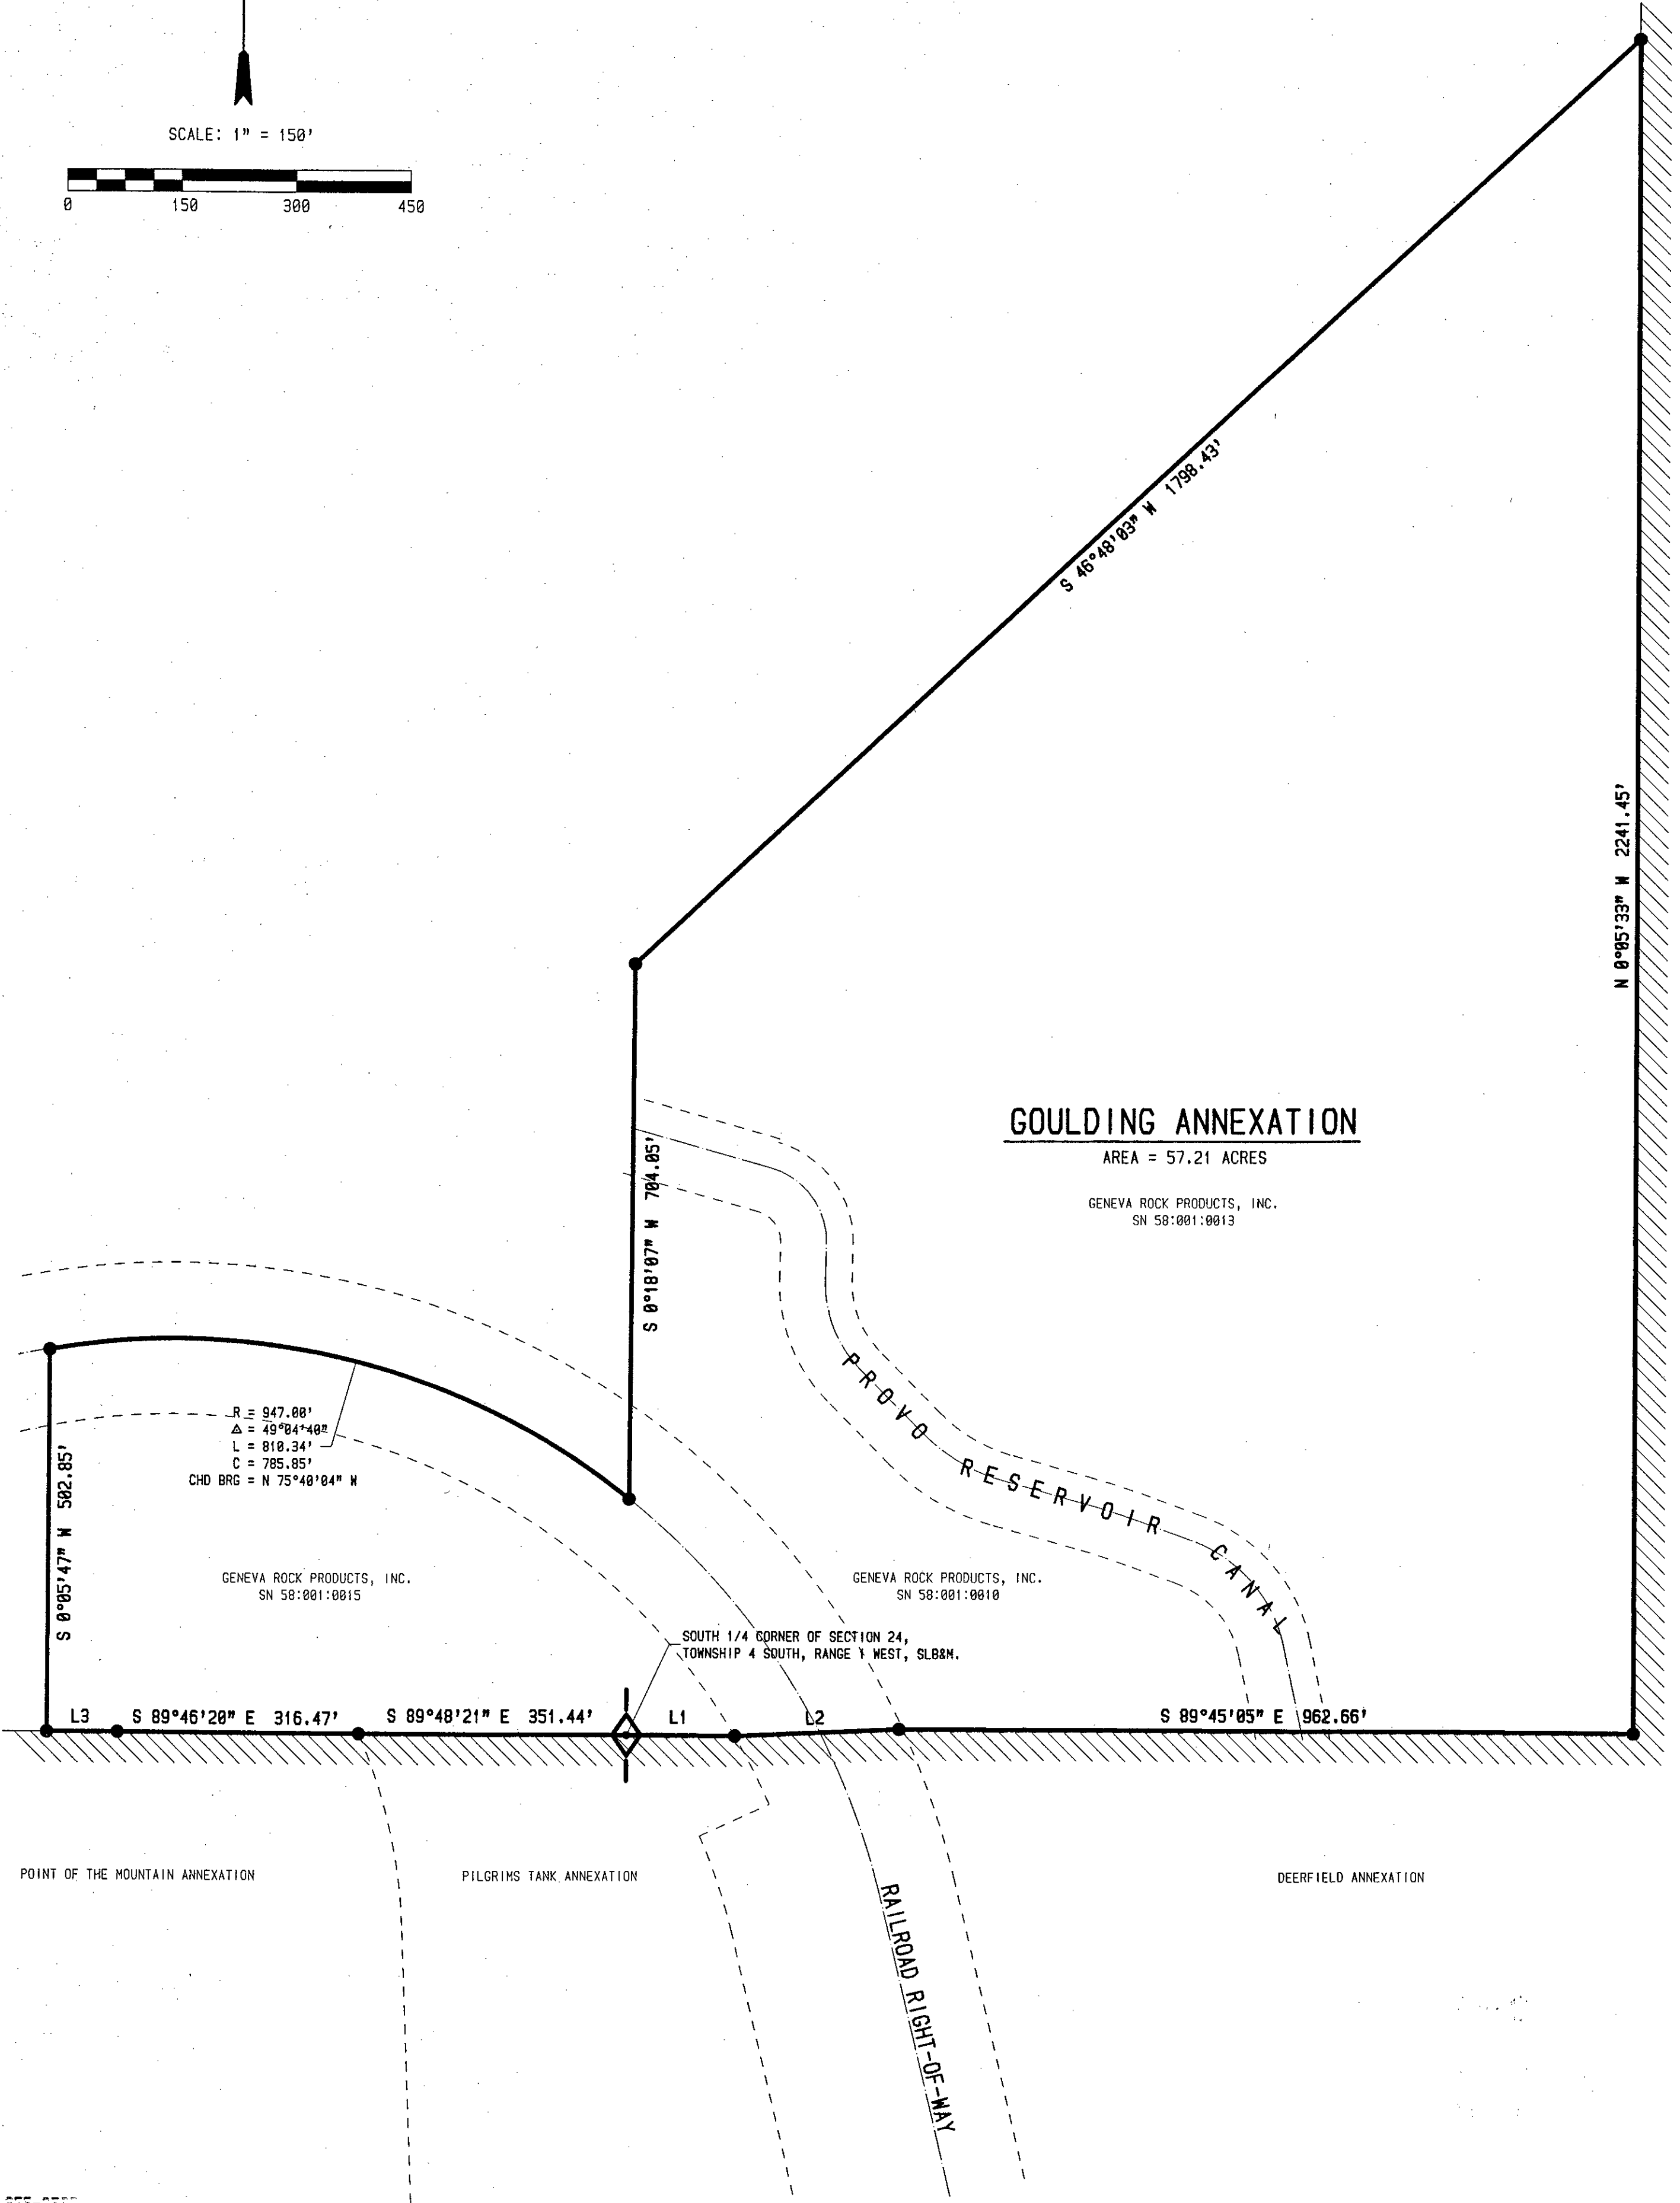 SCALE: 1" = 150'
0 150 300 450
S 46°48'03" W 1798.43'
N 0°05'33" W 2241.45'
GOULDING ANNEXATION
AREA = 57.21 ACRES
GENEVA ROCK PRODUCTS, INC.
SN 58:001:0013
S 0°18'07" W 704.05'
PROVO RESERVOIR CANAL
R = 947.00'
Δ = 49°04'40"
L = 810.34'
C = 785.85'
CHD BRG = N 75°40'04" W
S 0°05'47" W 502.85'
GENEVA ROCK PRODUCTS, INC.
SN 58:001:0015
GENEVA ROCK PRODUCTS, INC.
SN 58:001:0010
SOUTH 1/4 CORNER OF SECTION 24,
TOWNSHIP 4 SOUTH, RANGE 1 WEST, SLB&M.
L3 S 89°46'20" E 316.47' S 89°48'21" E 351.44' L1 L2 S 89°45'05" E 962.66'
POINT OF THE MOUNTAIN ANNEXATION
PILGRIMS TANK ANNEXATION
DEERFIELD ANNEXATION
RAILROAD RIGHT-OF-WAY